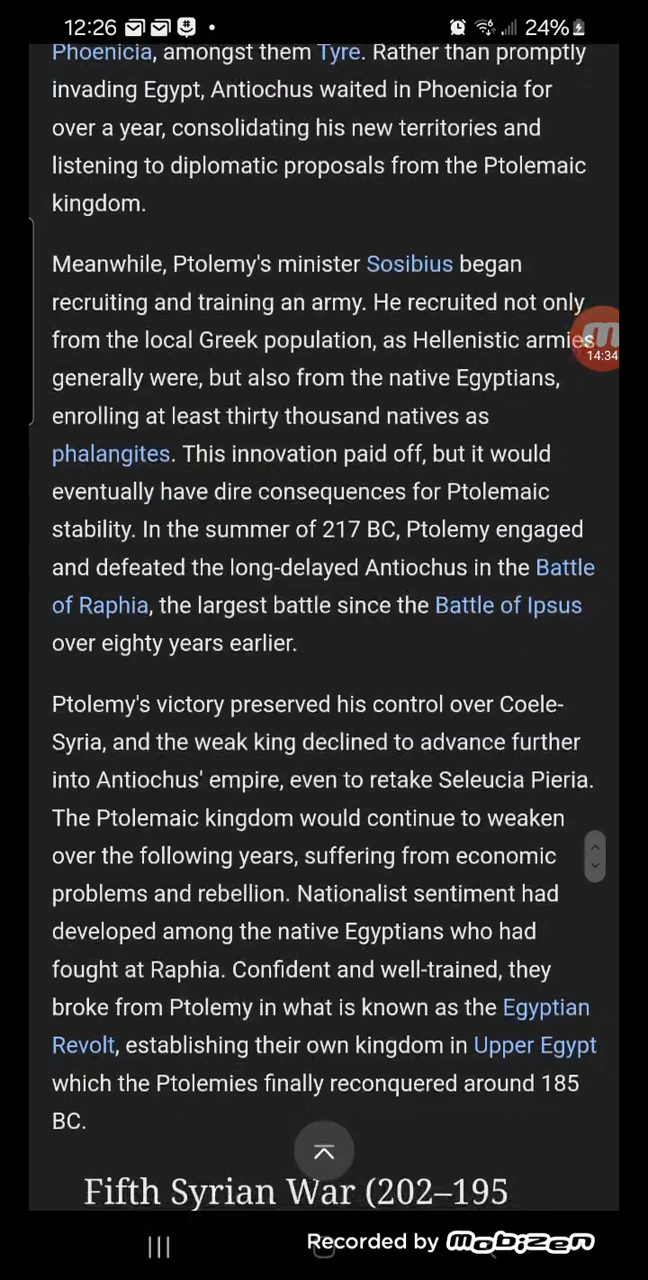 12:26
24%
Phoenicia, amongst them Tyre. Rather than promptly
invading Egypt, Antiochus waited in Phoenicia for
over a year, consolidating his new territories and
listening to diplomatic proposals from the Ptolemaic
kingdom.
Meanwhile, Ptolemy's minister Sosibius began
recruiting and training an army. He recruited not only
from the local Greek population, as Hellenistic armies
14:34
generally were, but also from the native Egyptians,
enrolling at least thirty thousand natives as
phalangites. This innovation paid off, but it would
eventually have dire consequences for Ptolemaic
stability. In the summer of 217 BC, Ptolemy engaged
and defeated the long-delayed Antiochus in the Battle
of Raphia, the largest battle since the Battle of Ipsus
over eighty years earlier.
Ptolemy's victory preserved his control over Coele-
Syria, and the weak king declined to advance further
into Antiochus' empire, even to retake Seleucia Pieria.
The Ptolemaic kingdom would continue to weaken
over the following years, suffering from economic
problems and rebellion. Nationalist sentiment had
developed among the native Egyptians who had
fought at Raphia. Confident and well-trained, they
broke from Ptolemy in what is known as the Egyptian
Revolt, establishing their own kingdom in Upper Egypt
which the Ptolemies finally reconquered around 185
BC.
Fifth Syrian War (202–195
Recorded by mobizen